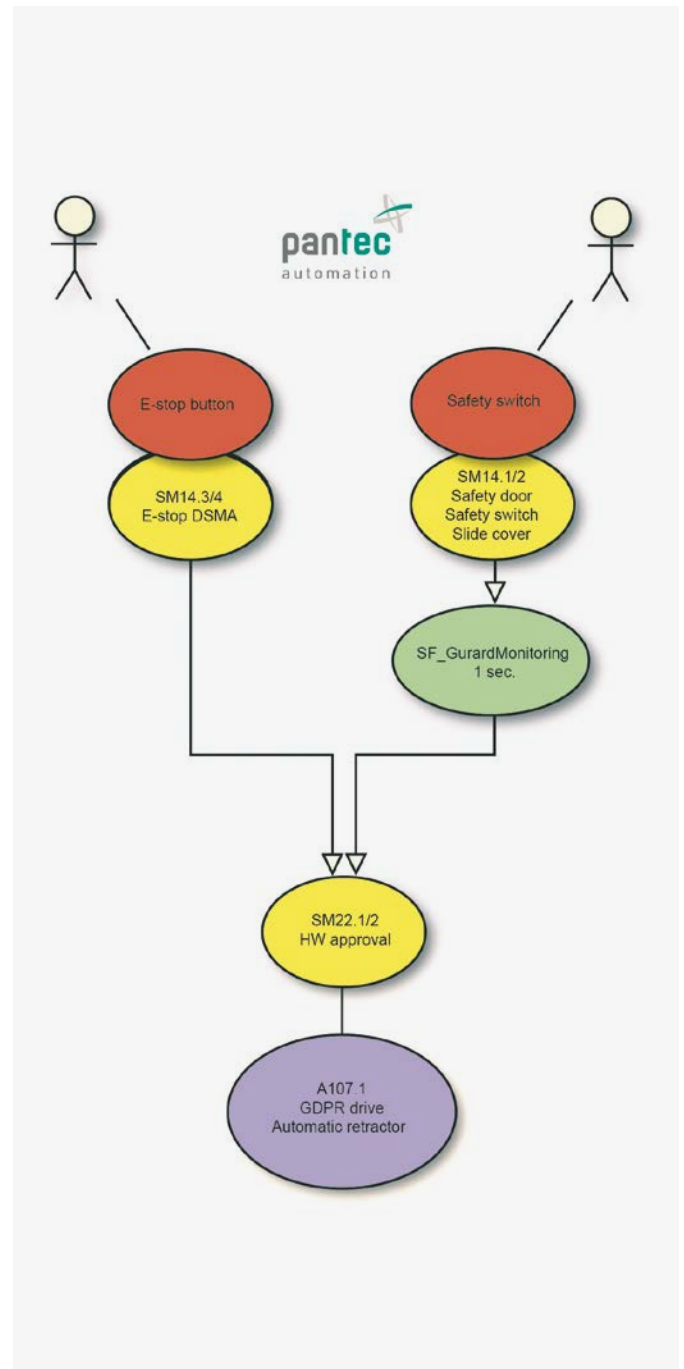 pantec
automation
E-stop button
SM14.3/4
E-stop DSMA
Safety switch
SM14.1/2
Safety door
Safety switch
Slide cover
SF_GurardMonitoring
1 sec.
SM22.1/2
HW approval
A107.1
GDPR drive
Automatic retractor